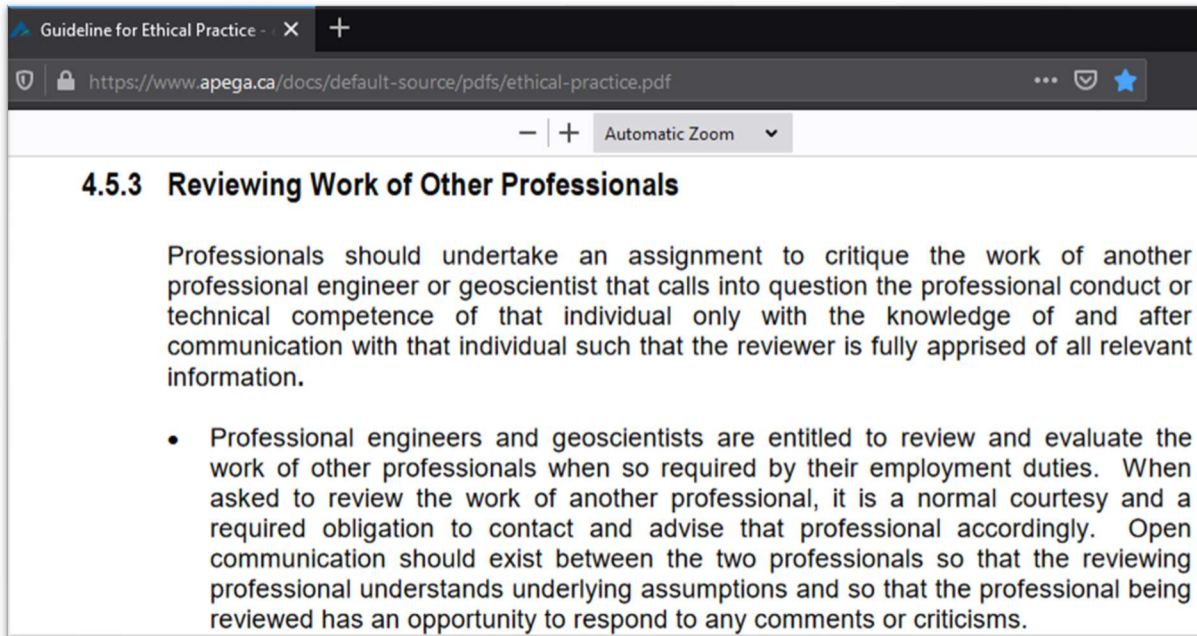 Guideline for Ethical Practice -
https://www.apega.ca/docs/default-source/pdfs/ethical-practice.pdf
Automatic Zoom
4.5.3 Reviewing Work of Other Professionals
Professionals should undertake an assignment to critique the work of another
professional engineer or geoscientist that calls into question the professional conduct or
technical competence of that individual only with the knowledge of and after
communication with that individual such that the reviewer is fully apprised of all relevant
information.
• Professional engineers and geoscientists are entitled to review and evaluate the
work of other professionals when so required by their employment duties. When
asked to review the work of another professional, it is a normal courtesy and a
required obligation to contact and advise that professional accordingly. Open
communication should exist between the two professionals so that the reviewing
professional understands underlying assumptions and so that the professional being
reviewed has an opportunity to respond to any comments or criticisms.